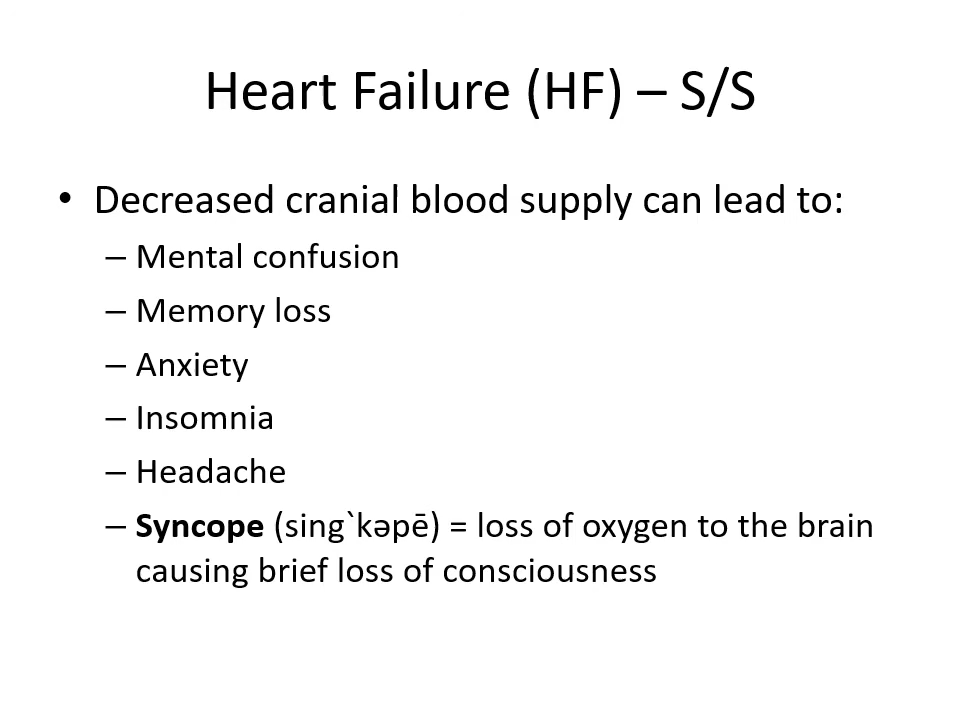 Heart Failure (HF) – S/S
• Decreased cranial blood supply can lead to:
– Mental confusion
– Memory loss
– Anxiety
– Insomnia
– Headache
– Syncope (sing`kəpē) = loss of oxygen to the brain
causing brief loss of consciousness